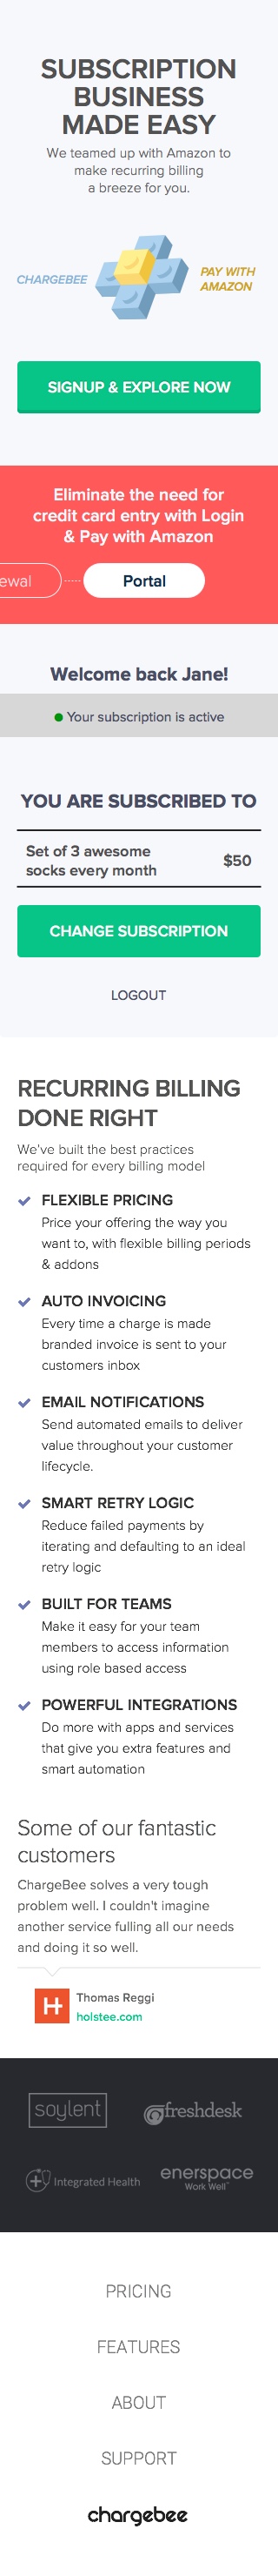 SUBSCRIPTION
BUSINESS
MADE EASY
We teamed up with Amazon to
make recurring billing
a breeze for you.
CHARGEBEE
PAY WITH
AMAZON
SIGNUP & EXPLORE NOW
Eliminate the need for
credit card entry with Login
& Pay with Amazon
ewal
Portal
Welcome back Jane!
Your subscription is active
YOU ARE SUBSCRIBED TO
Set of 3 awesome
socks every month
$50
CHANGE SUBSCRIPTION
LOGOUT
RECURRING BILLING
DONE RIGHT
We've built the best practices
required for every billing model
FLEXIBLE PRICING
Price your offering the way you
want to, with flexible billing periods
& addons
AUTO INVOICING
Every time a charge is made
branded invoice is sent to your
customers inbox
EMAIL NOTIFICATIONS
Send automated emails to deliver
value throughout your customer
lifecycle.
SMART RETRY LOGIC
Reduce failed payments by
iterating and defaulting to an ideal
retry logic
BUILT FOR TEAMS
Make it easy for your team
members to access information
using role based access
POWERFUL INTEGRATIONS
Do more with apps and services
that give you extra features and
smart automation
Some of our fantastic
customers
ChargeBee solves a very tough
problem well. I couldn't imagine
another service fulling all our needs
and doing it so well.
H
Thomas Reggi
holstee.com
soylent
freshdesk
Integrated Health
enerspace
Work Well
PRICING
FEATURES
ABOUT
SUPPORT
chargebee